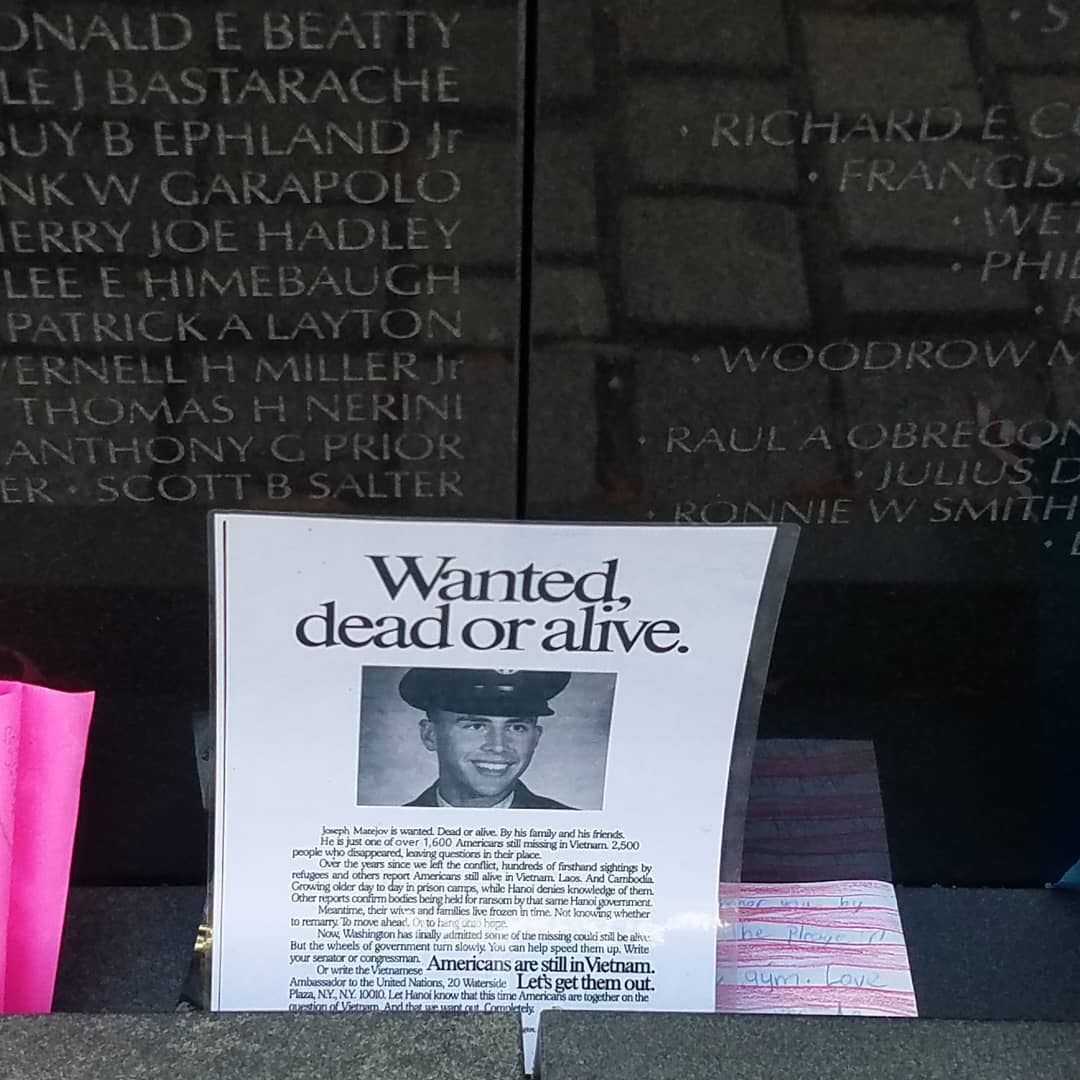 ONALD E BEATTY
LE J BASTARACHE
GUY B EPHLAND Jr
NK W GARAPOLO
JERRY JOE HADLEY
LEE E HIMEBAUGH
PATRICK A LAYTON
VERNELL H MILLER Jr
THOMAS H NERINI
ANTHONY G PRIOR
ER • SCOTT B SALTER
• S
• RICHARD E. C
• FRANCIS
• WE
• PHIL
• WOODROW
• RAUL A OBREGON
• JULIUS D
• RONNIE W SMITH
Wanted,
dead or alive.
Joseph Matejov is wanted. Dead or alive. By his family and his friends.
He is just one of over 1,600 Americans still missing in Vietnam. 2,500
people who disappeared, leaving questions in their place.
Over the years since we left the conflict, hundreds of firsthand sightings by
refugees and others report Americans still alive in Vietnam. Laos. And Cambodia.
Growing older day to day in prison camps, while Hanoi denies knowledge of them.
Other reports confirm bodies being held for ransom by that same Hanoi government.
Meantime, their wives and families live frozen in time. Not knowing whether
to remarry. To move ahead. Or to hang onto hope.
Now, Washington has finally admitted some of the missing could still be alive.
But the wheels of government turn slowly. You can help speed them up. Write
your senator or congressman. Americans are still in Vietnam.
Or write the Vietnamese
Ambassador to the United Nations, 20 Waterside Let's get them out.
Plaza, N.Y., N.Y. 10010. Let Hanoi know that this time Americans are together on the
question of Vietnam. And that we want out. Completely.
you by
the pledge
gym. Love